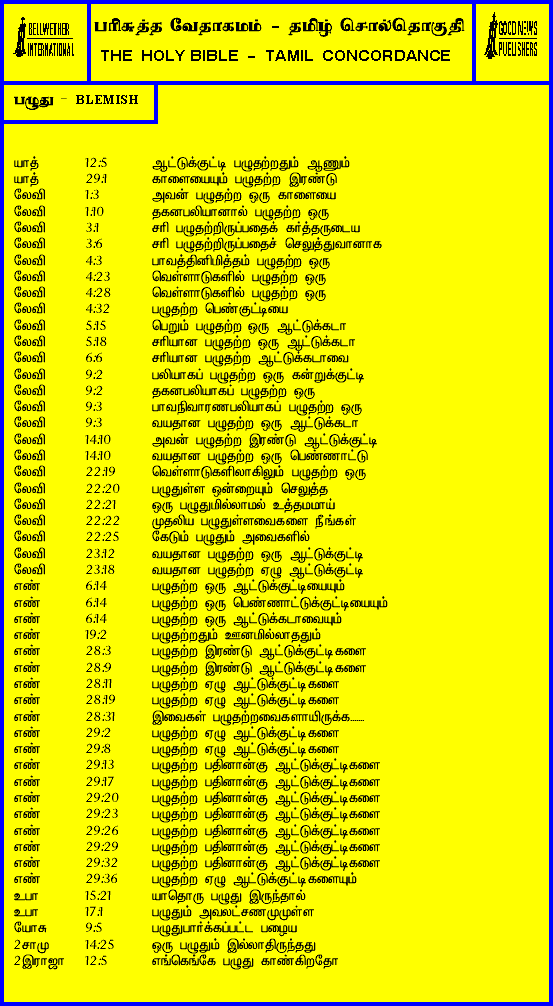 BELLWETHER
INTERNATIONAL
பரிசுத்த வேதாகமம் - தமிழ் சொல்தொகுதி
THE HOLY BIBLE - TAMIL CONCORDANCE
GOOD NEWS
PUBLISHERS
பழுது - BLEMISH
யாத் 12:5 ஆட்டுக்குட்டி பழுதற்றதும் ஆணும்
யாத் 29:1 காளையையும் பழுதற்ற இரண்டு
லேவி 1:3 அவன் பழுதற்ற ஒரு காளையை
லேவி 1:10 தகனபலியானால் பழுதற்ற ஒரு
லேவி 3:1 சரி பழுதற்றிருப்பதைக் கர்த்தருடைய
லேவி 3:6 சரி பழுதற்றிருப்பதைச் செலுத்துவானாக
லேவி 4:3 பாவத்தினிமித்தம் பழுதற்ற ஒரு
லேவி 4:23 வெள்ளாடுகளில் பழுதற்ற ஒரு
லேவி 4:28 வெள்ளாடுகளில் பழுதற்ற ஒரு
லேவி 4:32 பழுதற்ற பெண்குட்டியை
லேவி 5:15 பெறும் பழுதற்ற ஒரு ஆட்டுக்கடா
லேவி 5:18 சரியான பழுதற்ற ஒரு ஆட்டுக்கடா
லேவி 6:6 சரியான பழுதற்ற ஆட்டுக்கடாவை
லேவி 9:2 பலியாகப் பழுதற்ற ஒரு கன்றுக்குட்டி
லேவி 9:2 தகனபலியாகப் பழுதற்ற ஒரு
லேவி 9:3 பாவநிவாரணபலியாகப் பழுதற்ற ஒரு
லேவி 9:3 வயதான பழுதற்ற ஒரு ஆட்டுக்கடா
லேவி 14:10 அவன் பழுதற்ற இரண்டு ஆட்டுக்குட்டி
லேவி 14:10 வயதான பழுதற்ற ஒரு பெண்ணாட்டு
லேவி 22:19 வெள்ளாடுகளிலாகிலும் பழுதற்ற ஒரு
லேவி 22:20 பழுதுள்ள ஒன்றையும் செலுத்த
லேவி 22:21 ஒரு பழுதுமில்லாமல் உத்தமமாய்
லேவி 22:22 முதலிய பழுதுள்ளவைகளை நீங்கள்
லேவி 22:25 கேடும் பழுதும் அவைகளில்
லேவி 23:12 வயதான பழுதற்ற ஒரு ஆட்டுக்குட்டி
லேவி 23:18 வயதான பழுதற்ற ஏழு ஆட்டுக்குட்டி
எண் 6:14 பழுதற்ற ஒரு ஆட்டுக்குட்டியையும்
எண் 6:14 பழுதற்ற ஒரு பெண்ணாட்டுக்குட்டியையும்
எண் 6:14 பழுதற்ற ஒரு ஆட்டுக்கடாவையும்
எண் 19:2 பழுதற்றதும் ஊனமில்லாததும்
எண் 28:3 பழுதற்ற இரண்டு ஆட்டுக்குட்டிகளை
எண் 28:9 பழுதற்ற இரண்டு ஆட்டுக்குட்டிகளை
எண் 28:11 பழுதற்ற ஏழு ஆட்டுக்குட்டிகளை
எண் 28:19 பழுதற்ற ஏழு ஆட்டுக்குட்டிகளை
எண் 28:31 இவைகள் பழுதற்றவைகளாயிருக்க.......
எண் 29:2 பழுதற்ற ஏழு ஆட்டுக்குட்டிகளை
எண் 29:8 பழுதற்ற ஏழு ஆட்டுக்குட்டிகளை
எண் 29:13 பழுதற்ற பதினான்கு ஆட்டுக்குட்டிகளை
எண் 29:17 பழுதற்ற பதினான்கு ஆட்டுக்குட்டிகளை
எண் 29:20 பழுதற்ற பதினான்கு ஆட்டுக்குட்டிகளை
எண் 29:23 பழுதற்ற பதினான்கு ஆட்டுக்குட்டிகளை
எண் 29:26 பழுதற்ற பதினான்கு ஆட்டுக்குட்டிகளை
எண் 29:29 பழுதற்ற பதினான்கு ஆட்டுக்குட்டிகளை
எண் 29:32 பழுதற்ற பதினான்கு ஆட்டுக்குட்டிகளை
எண் 29:36 பழுதற்ற ஏழு ஆட்டுக்குட்டிகளையும்
உபா 15:21 யாதொரு பழுது இருந்தால்
உபா 17:1 பழுதும் அவலட்சணமுமுள்ள
யோசு 9:5 பழுதுபார்க்கப்பட்ட பழைய
2சாமு 14:25 ஒரு பழுதும் இல்லாதிருந்தது
2இராஜா 12:5 எங்கெங்கே பழுது காண்கிறதோ